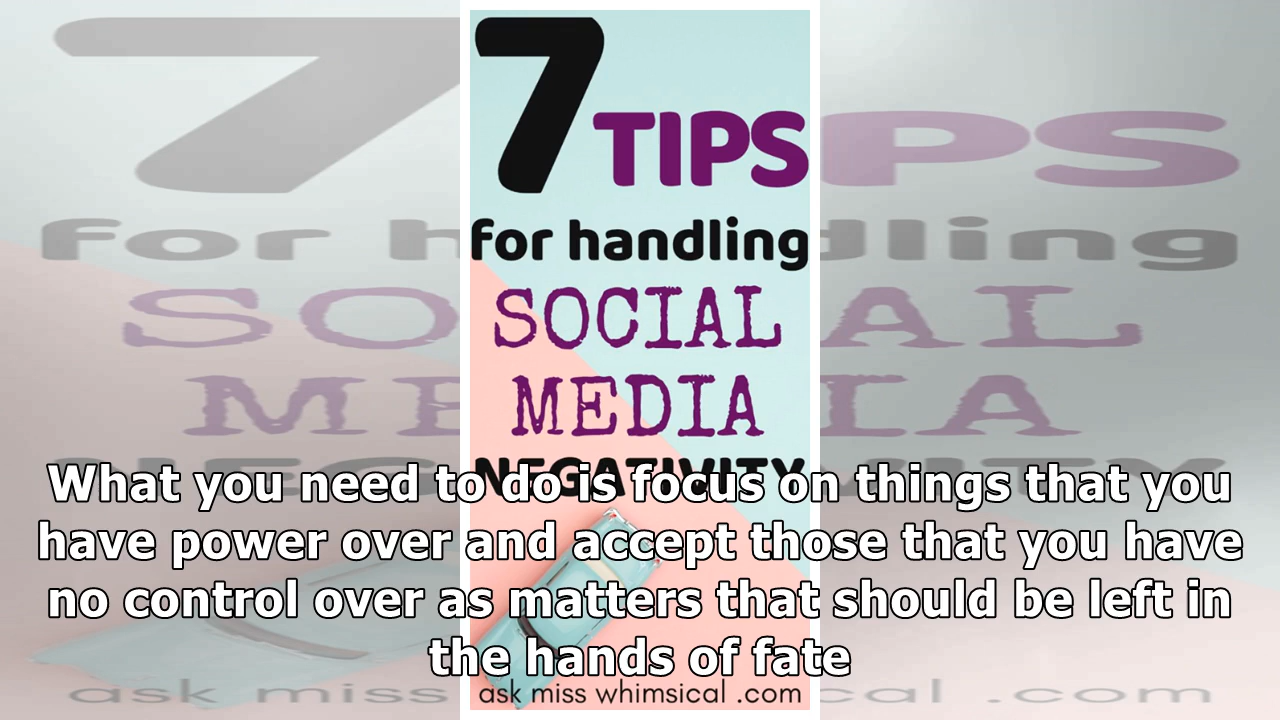 7
TIPS
for handling
SOCIAL
MEDIA
NEGATIVITY
What you need to do is focus on things that you
have power over and accept those that you have
no control over as matters that should be left in
the hands of fate
ask miss whimsical .com